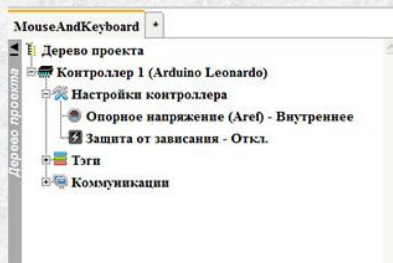 MouseAndKeyboard *
Дерево проекта
Дерево проекта
Контроллер 1 (Arduino Leonardo)
Настройки контроллера
Опорное напряжение (Aref) - Внутреннее
Защита от зависания - Откл.
Тэги
Коммуникации